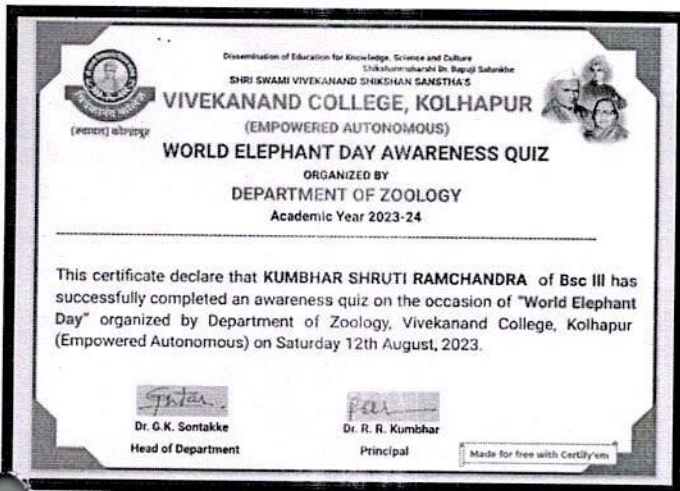 Dissemination of Education for Knowledge, Science and Culture
Shikshanmaharshi Dr. Bapuji Salunkhe
SHRI SWAMI VIVEKANAND SHIKSHAN SANSTHA'S
VIVEKANAND COLLEGE, KOLHAPUR
(EMPOWERED AUTONOMOUS)
WORLD ELEPHANT DAY AWARENESS QUIZ
ORGANIZED BY
DEPARTMENT OF ZOOLOGY
Academic Year 2023-24
(स्वायत्त) कोल्हापूर
This certificate declare that KUMBHAR SHRUTI RAMCHANDRA of Bsc III has
successfully completed an awareness quiz on the occasion of "World Elephant
Day" organized by Department of Zoology, Vivekanand College, Kolhapur
(Empowered Autonomous) on Saturday 12th August, 2023.
Dr. G.K. Sontakke
Head of Department
Dr. R. R. Kumbhar
Principal
Made for free with Certify'em